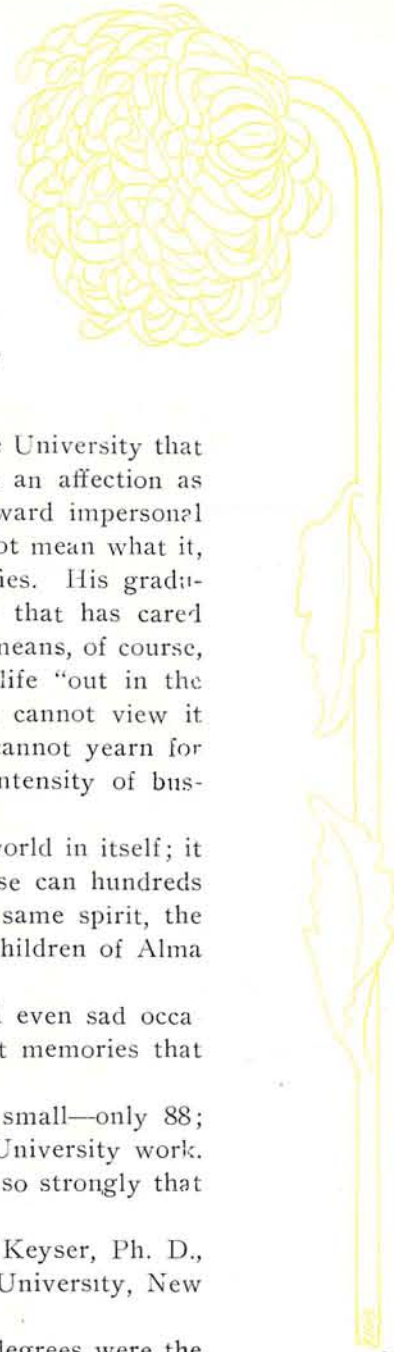 University that
an affection as
ward impersonal
ot mean what it,
ies. His gradu-
that has cared
neans, of course,
life "out in the
cannot view it
cannot yearn for
ntensity of bus-
orld in itself; it
se can hundreds
same spirit, the
hildren of Alma
even sad occa
t memories that
small—only 88;
University work.
so strongly that
Keyser, Ph. D.,
University, New
degrees were the